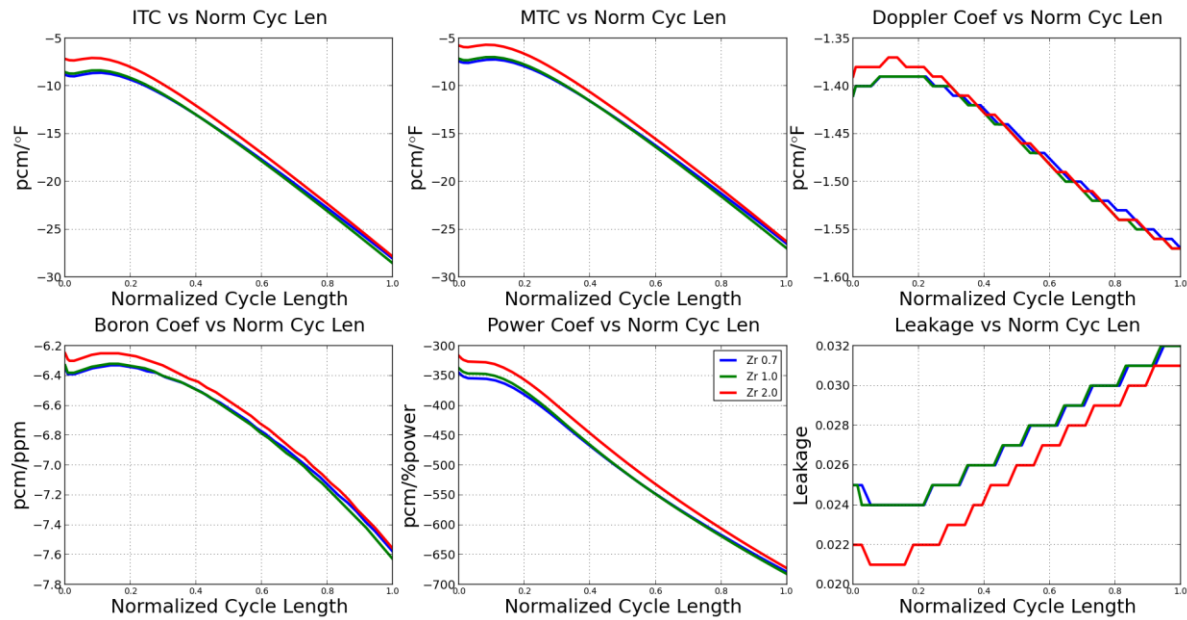 ITC vs Norm Cyc Len
MTC vs Norm Cyc Len
Doppler Coef vs Norm Cyc Len
−5
−10
−15
−20
−25
−30
pcm/°F
0.0 0.2 0.4 0.6 0.8 1.0
Normalized Cycle Length
−5
−10
−15
−20
−25
−30
pcm/°F
0.0 0.2 0.4 0.6 0.8 1.0
Normalized Cycle Length
−1.35
−1.40
−1.45
−1.50
−1.55
−1.60
pcm/°F
0.0 0.2 0.4 0.6 0.8 1.0
Normalized Cycle Length
Boron Coef vs Norm Cyc Len
Power Coef vs Norm Cyc Len
Leakage vs Norm Cyc Len
−6.2
−6.4
−6.6
−6.8
−7.0
−7.2
−7.4
−7.6
−7.8
pcm/ppm
0.0 0.2 0.4 0.6 0.8 1.0
Normalized Cycle Length
−300
−350
−400
−450
−500
−550
−600
−650
−700
pcm/%power
Zr 0.7
Zr 1.0
Zr 2.0
0.0 0.2 0.4 0.6 0.8 1.0
Normalized Cycle Length
0.032
0.030
0.028
0.026
0.024
0.022
0.020
Leakage
0.0 0.2 0.4 0.6 0.8 1.0
Normalized Cycle Length